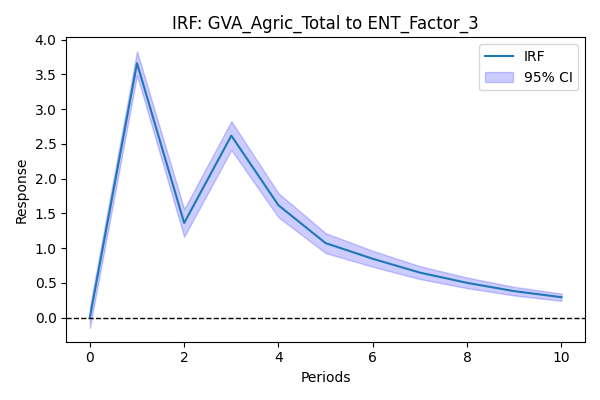 IRF: GVA_Agric_Total to ENT_Factor_3
IRF
95% CI
4.0
3.5
3.0
2.5
2.0
1.5
1.0
0.5
0.0
Response
0 2 4 6 8 10
Periods